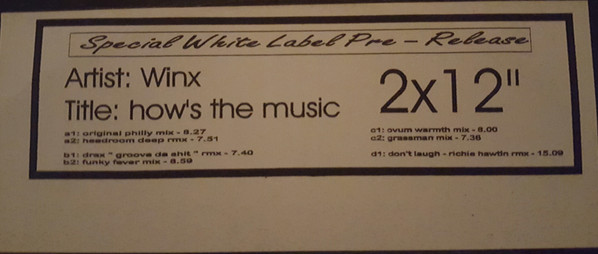 Special White Label Pre - Release
Artist: Winx
Title: how's the music
2x12"
a1: original philly mix - 8.27
a2: headroom deep rmx - 7.51
b1: drax " groove da shit " rmx - 7.40
b2: funky fever mix - 8.59
c1: ovum warmth mix - 8.00
c2: grassman mix - 7.36
d1: don't laugh - richie hawtin rmx - 15.09